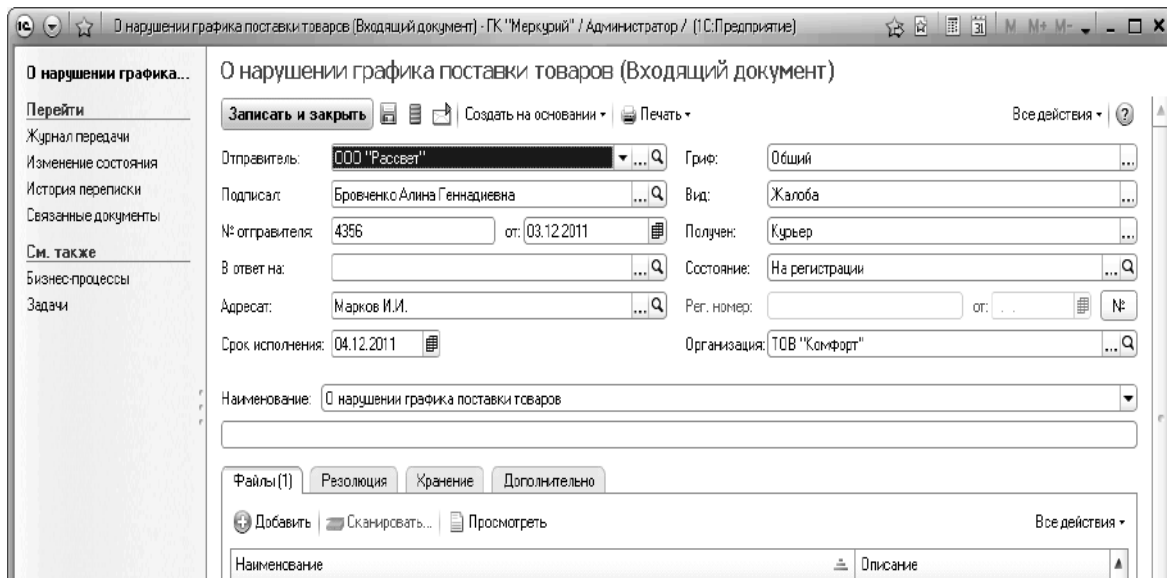 О нарушении графика поставки товаров (Входящий документ) - ГК "Меркурий" / Администратор / (1С:Предприятие) M M+ M-
О нарушении графика...
Перейти
Журнал передачи
Изменение состояния
История переписки
Связанные документы
См. также
Бизнес-процессы
Задачи
О нарушении графика поставки товаров (Входящий документ)
Записать и закрыть Создать на основании Печать Все действия ?
Отправитель: ООО "Рассвет" ... Гриф: Общий ...
Подписал: Бровченко Алина Геннадиевна ... Вид: Жалоба ...
№ отправителя: 4356 от: 03.12.2011 Получен: Курьер ...
В ответ на: ... Состояние: На регистрации ...
Адресат: Марков И.И. ... Рег. номер: от: . . №
Срок исполнения: 04.12.2011 Организация: ТОВ "Комфорт" ...
Наименование: О нарушении графика поставки товаров
Файлы (1) Резолюция Хранение Дополнительно
Добавить Сканировать... Просмотреть Все действия
Наименование Описание